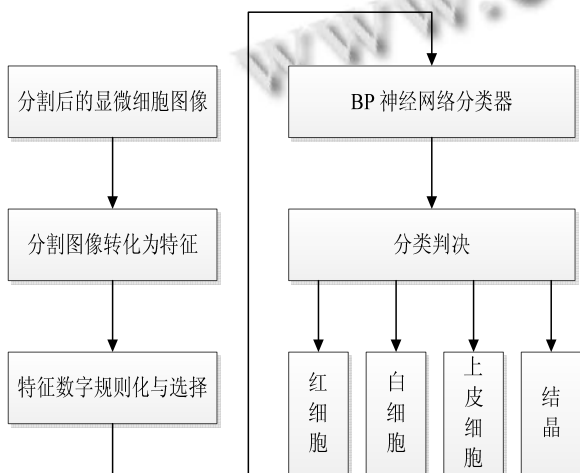 www.
分割后的显微细胞图像
分割图像转化为特征
特征数字规则化与选择
BP 神经网络分类器
分类判决
红细胞
白细胞
上皮细胞
结晶